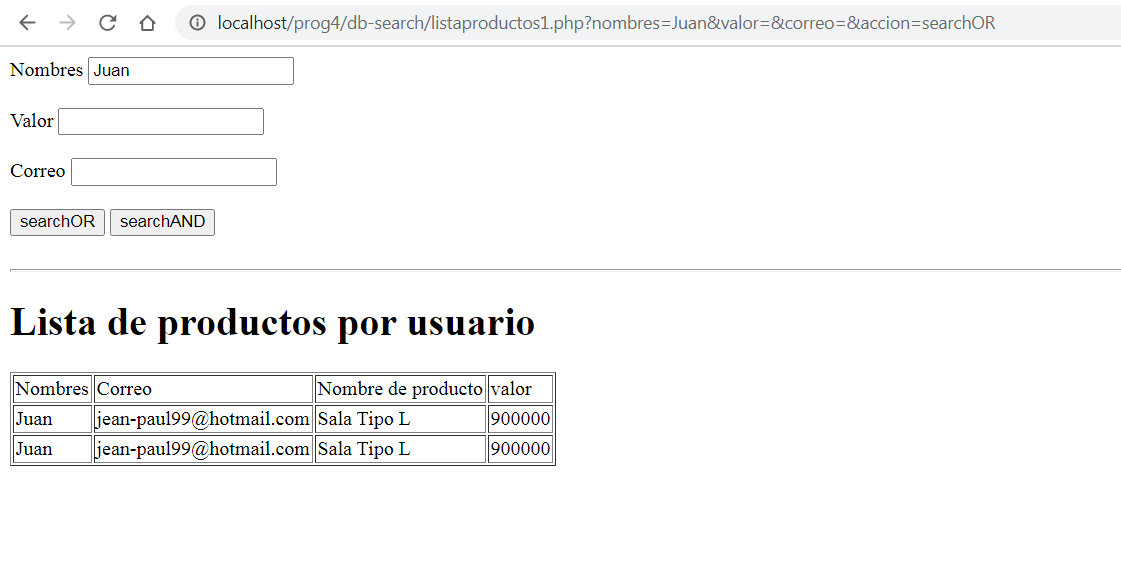 localhost/prog4/db-search/listaproductos1.php?nombres=Juan&valor=&correo=&accion=searchOR
Nombres Juan
Valor
Correo
searchOR searchAND
Lista de productos por usuario
Nombres Correo Nombre de producto valor
Juan jean-paul99@hotmail.com Sala Tipo L 900000
Juan jean-paul99@hotmail.com Sala Tipo L 900000